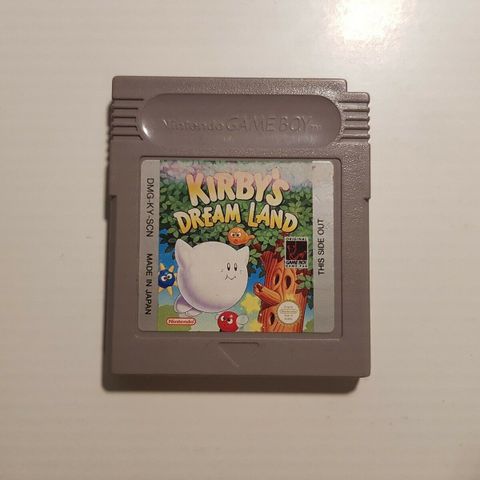 Nintendo GAME BOY TM
KIRBY'S
DREAM LAND
DMG-KY-SCN
MADE IN JAPAN
THIS SIDE OUT
ORIGINAL
GAME BOY
Nintendo